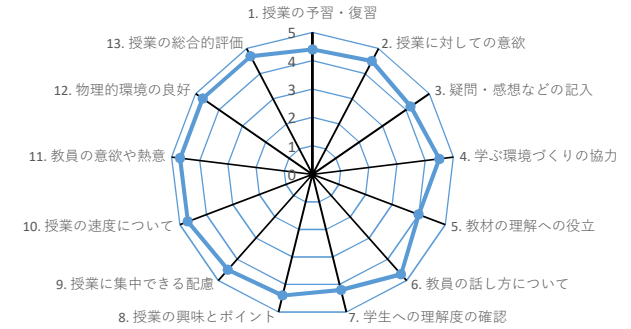 1. 授業の予習・復習
2. 授業に対しての意欲
3. 疑問・感想などの記入
4. 学ぶ環境づくりの協力
5. 教材の理解への役立
6. 教員の話し方について
7. 学生への理解度の確認
8. 授業の興味とポイント
9. 授業に集中できる配慮
10. 授業の速度について
11. 教員の意欲や熱意
12. 物理的環境の良好
13. 授業の総合的評価
5
4
3
2
1
0